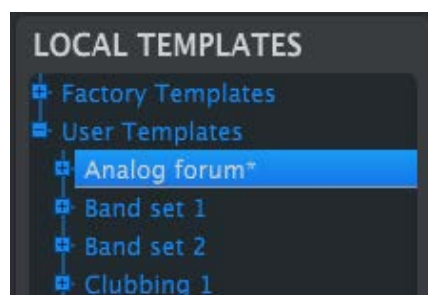 LOCAL TEMPLATES
Factory Templates
User Templates
Analog forum*
Band set 1
Band set 2
Clubbing 1